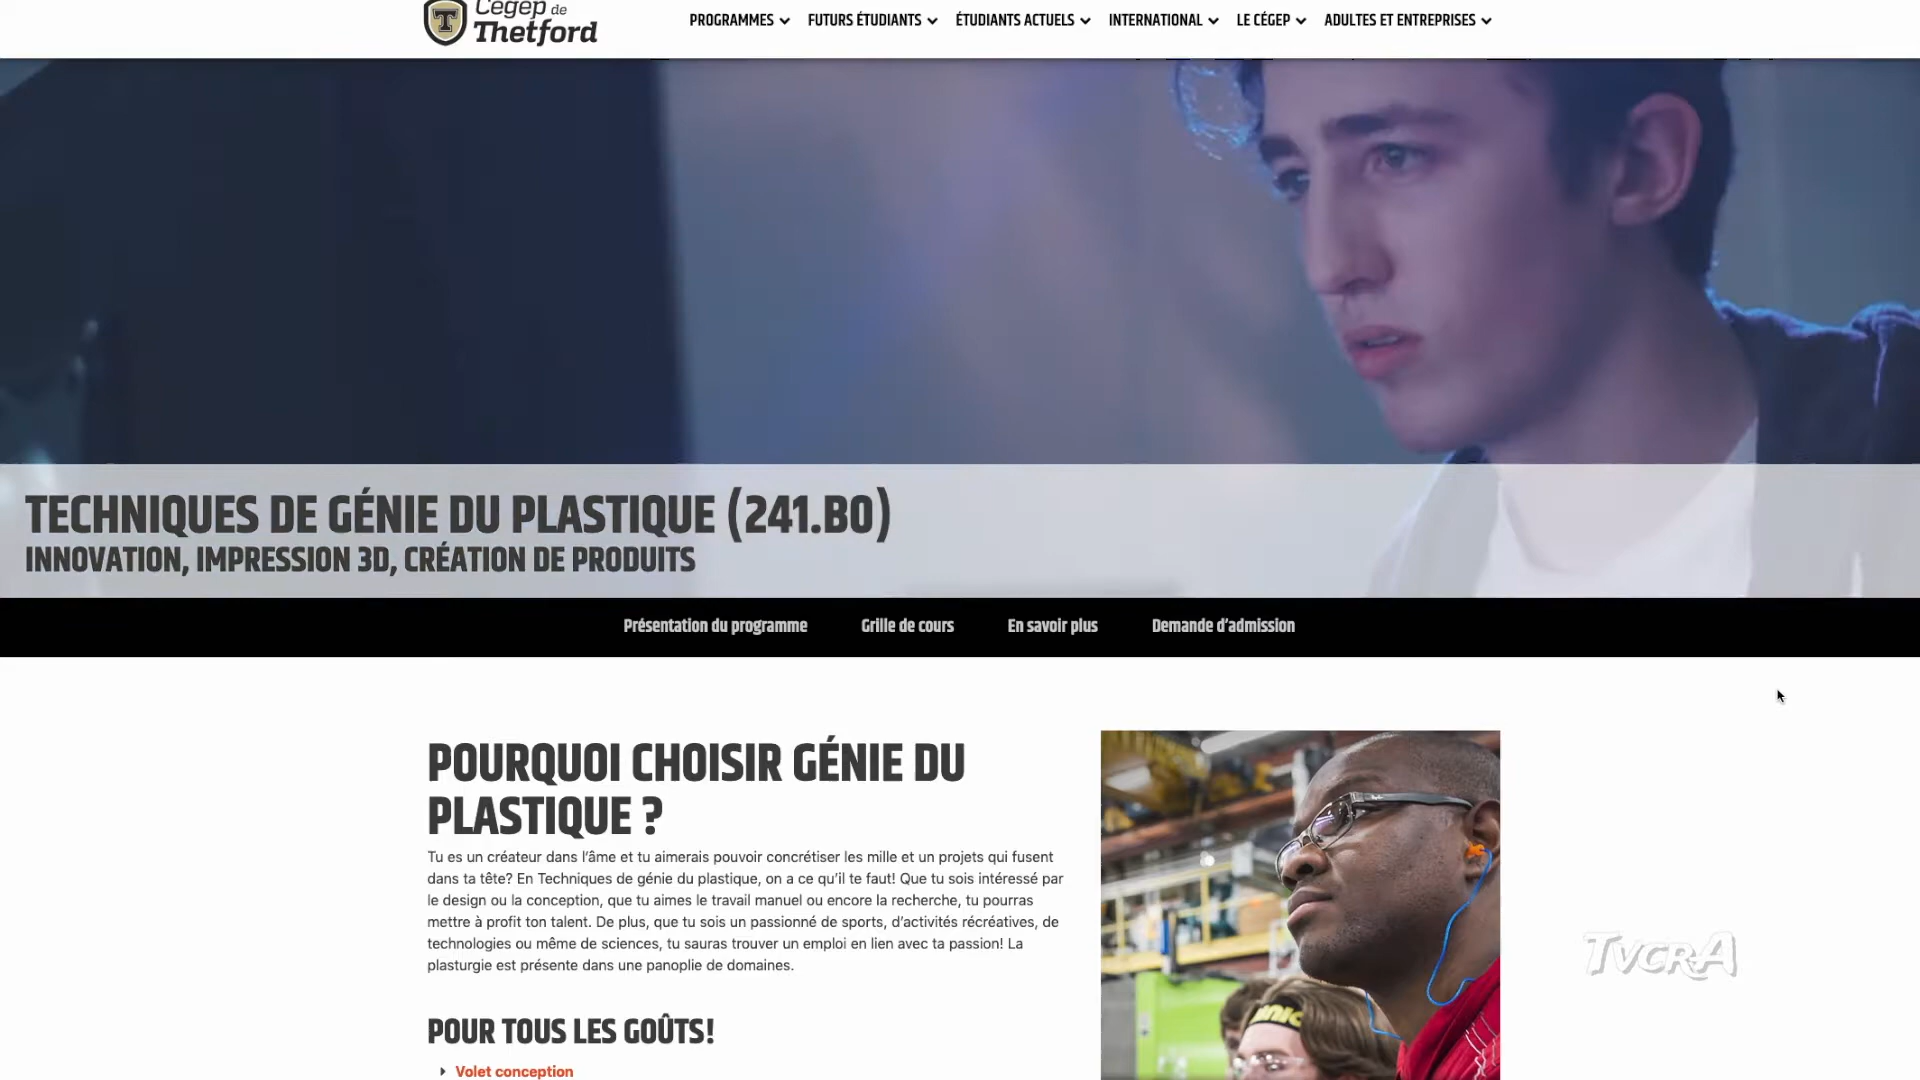 Cégep de
Thetford
PROGRAMMES
FUTURS ÉTUDIANTS
ÉTUDIANTS ACTUELS
INTERNATIONAL
LE CÉGEP
ADULTES ET ENTREPRISES
TECHNIQUES DE GÉNIE DU PLASTIQUE (241.B0)
INNOVATION, IMPRESSION 3D, CRÉATION DE PRODUITS
Présentation du programme
Grille de cours
En savoir plus
Demande d’admission
POURQUOI CHOISIR GÉNIE DU
PLASTIQUE ?
Tu es un créateur dans l’âme et tu aimerais pouvoir concrétiser les mille et un projets qui fusent
dans ta tête? En Techniques de génie du plastique, on a ce qu’il te faut! Que tu sois intéressé par
le design ou la conception, que tu aimes le travail manuel ou encore la recherche, tu pourras
mettre à profit ton talent. De plus, que tu sois un passionné de sports, d’activités récréatives, de
technologies ou même de sciences, tu sauras trouver un emploi en lien avec ta passion! La
plasturgie est présente dans une panoplie de domaines.
TVCRA
POUR TOUS LES GOÛTS!
Volet conception